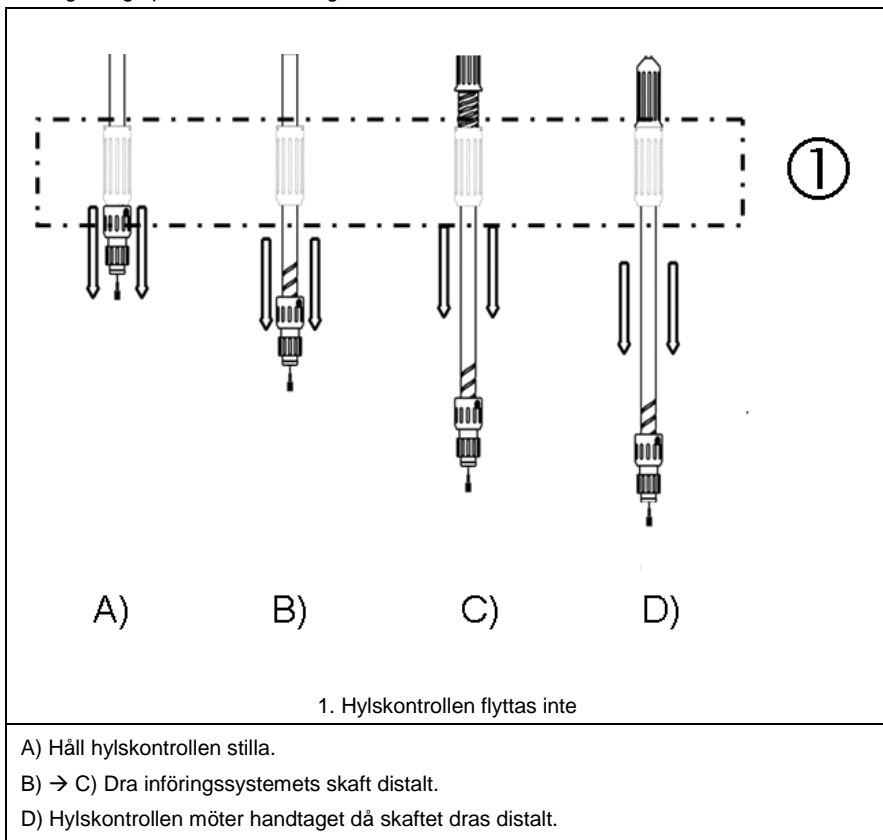 ①
A) B) C) D)
1. Hylskontrollen flyttas inte
A) Håll hylskontrollen stilla.
B) → C) Dra införingssystemets skaft distalt.
D) Hylskontrollen möter handtaget då skaftet dras distalt.